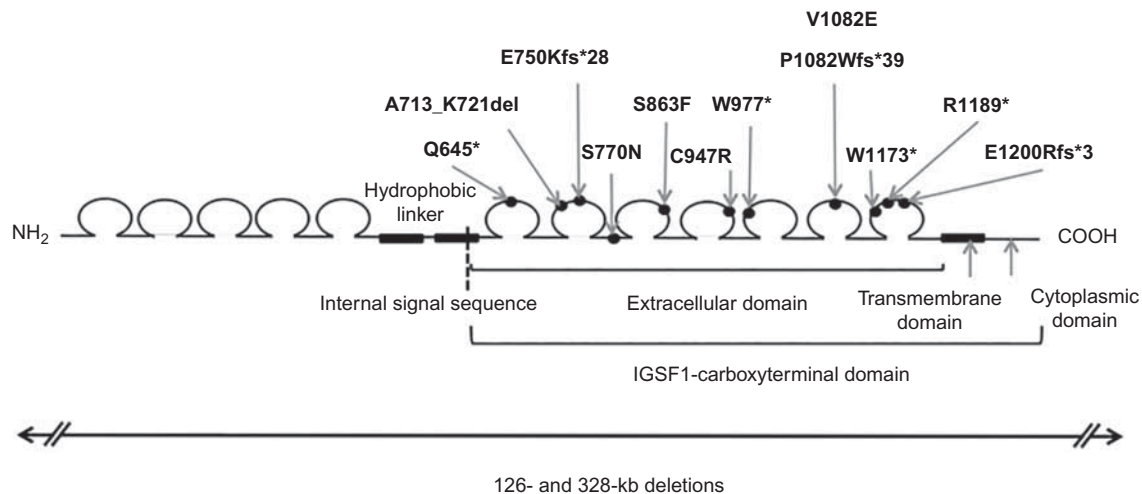 V1082E
E750Kfs*28
P1082Wfs*39
A713_K721del
S863F
W977*
R1189*
Q645*
S770N
C947R
W1173*
E1200Rfs*3
Hydrophobic
linker
NH2
COOH
Internal signal sequence
Extracellular domain
Transmembrane
domain
Cytoplasmic
domain
IGSF1-carboxyterminal domain
126- and 328-kb deletions